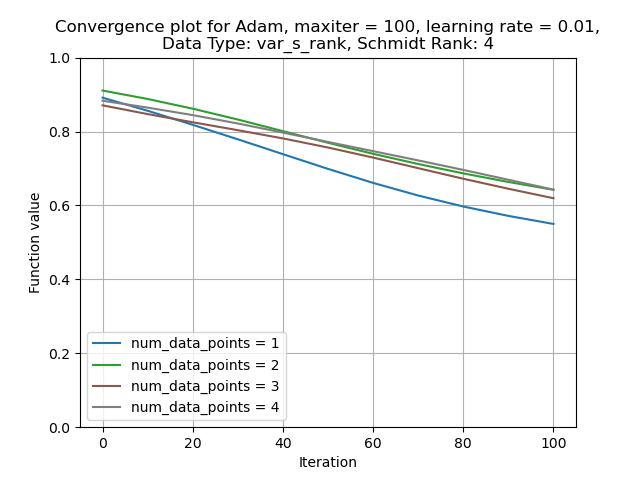 Convergence plot for Adam, maxiter = 100, learning rate = 0.01,
Data Type: var_s_rank, Schmidt Rank: 4
1.0
0.8
0.6
0.4
0.2
0.0
Function value
num_data_points = 1
num_data_points = 2
num_data_points = 3
num_data_points = 4
0 20 40 60 80 100
Iteration